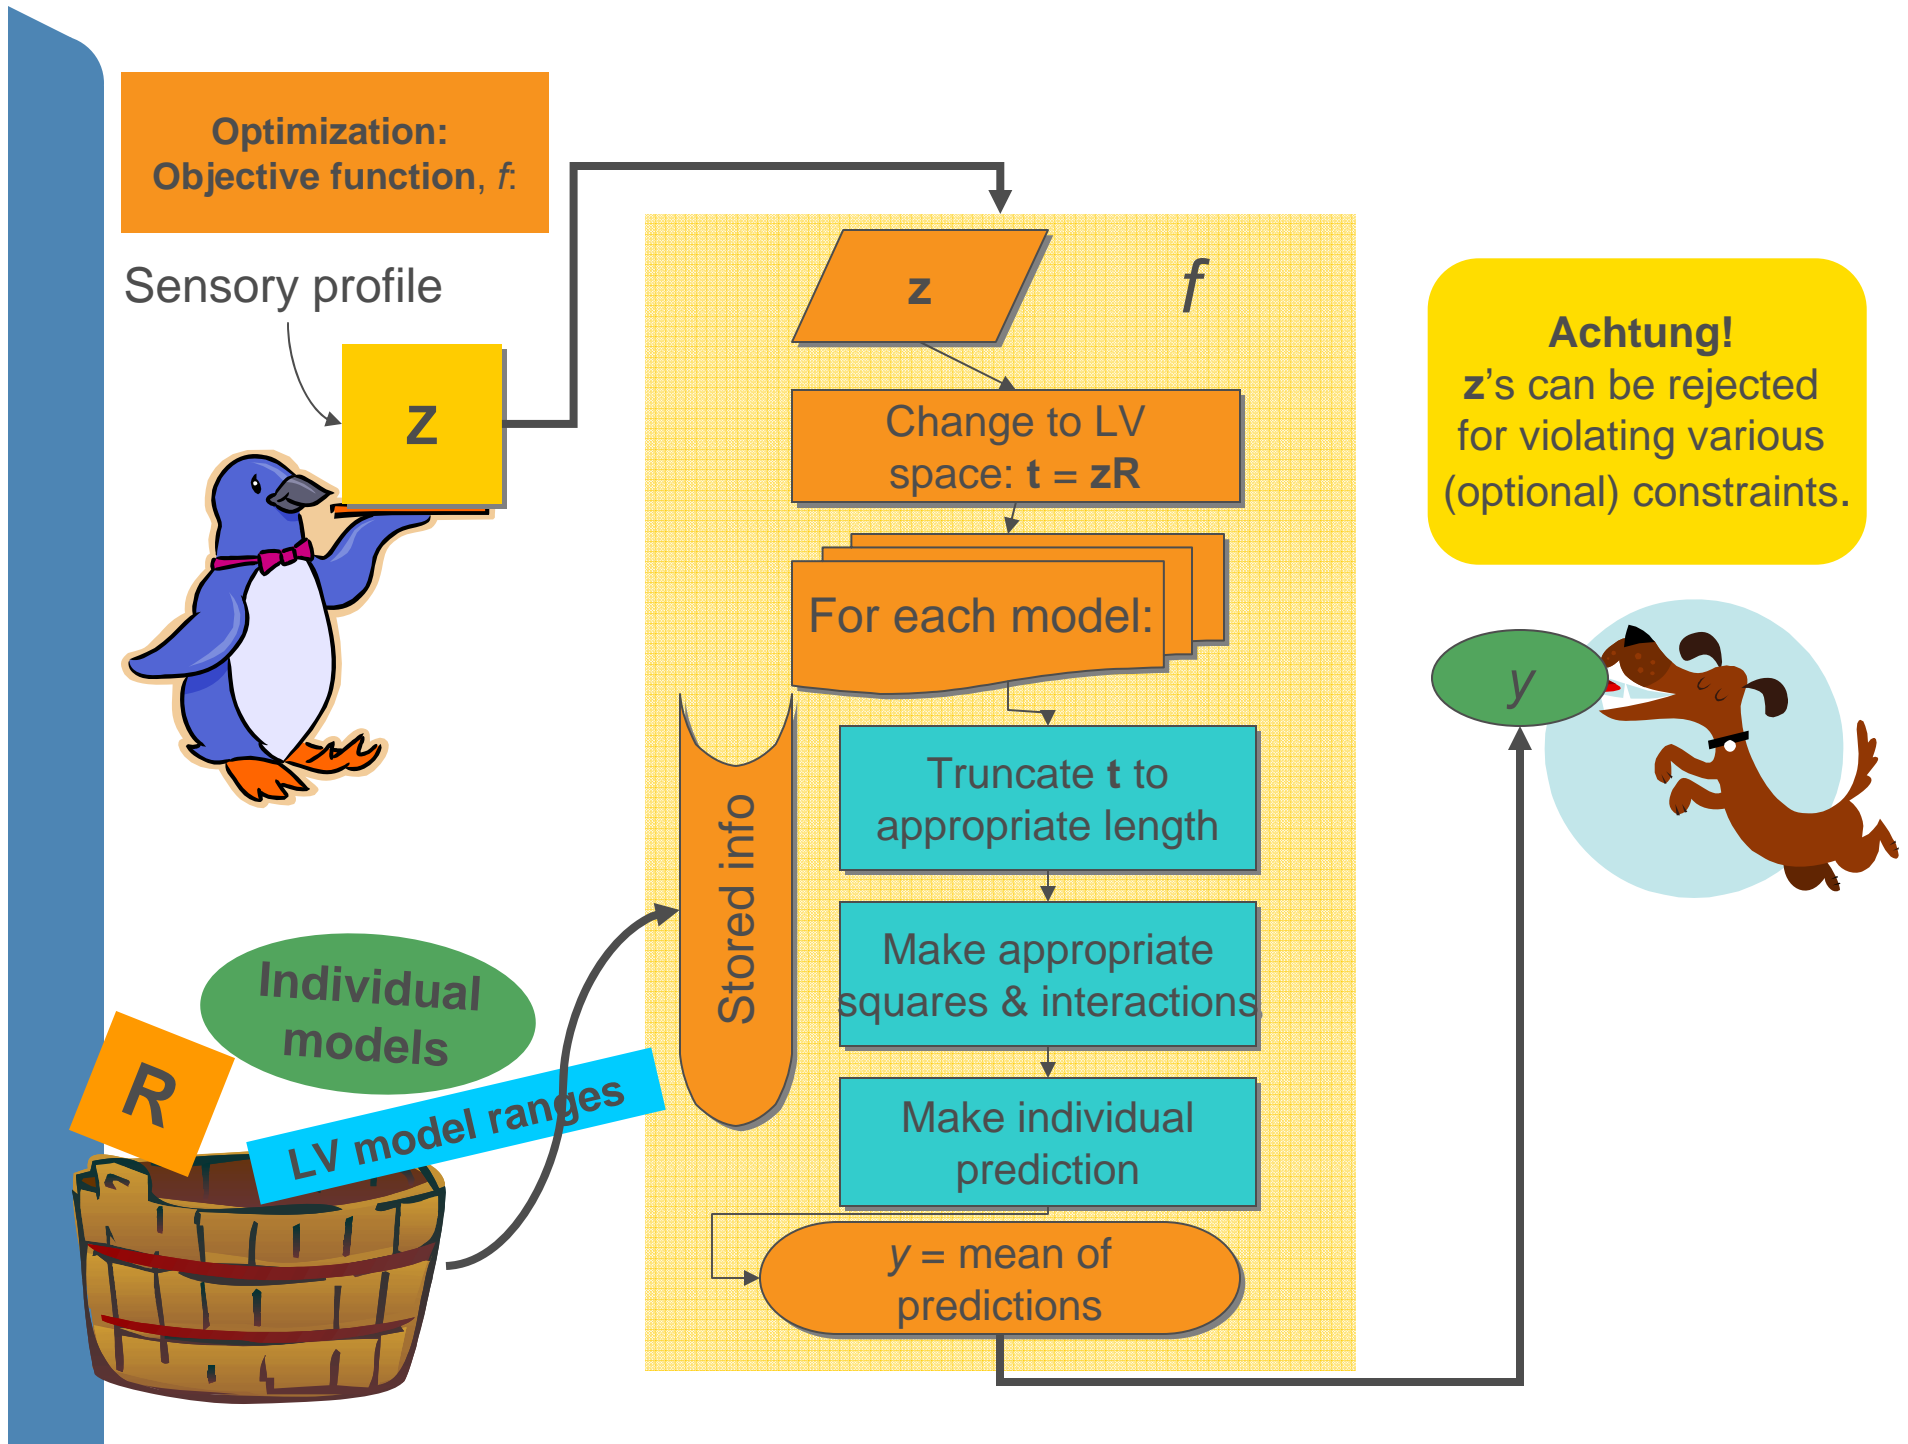 Optimization:
Objective function, f:
Sensory profile
z
z
f
Change to LV
space: t = zR
For each model:
Stored info
Truncate t to
appropriate length
Make appropriate
squares & interactions
Make individual
prediction
y = mean of
predictions
Individual
models
R
LV model ranges
Achtung!
z's can be rejected
for violating various
(optional) constraints.
y